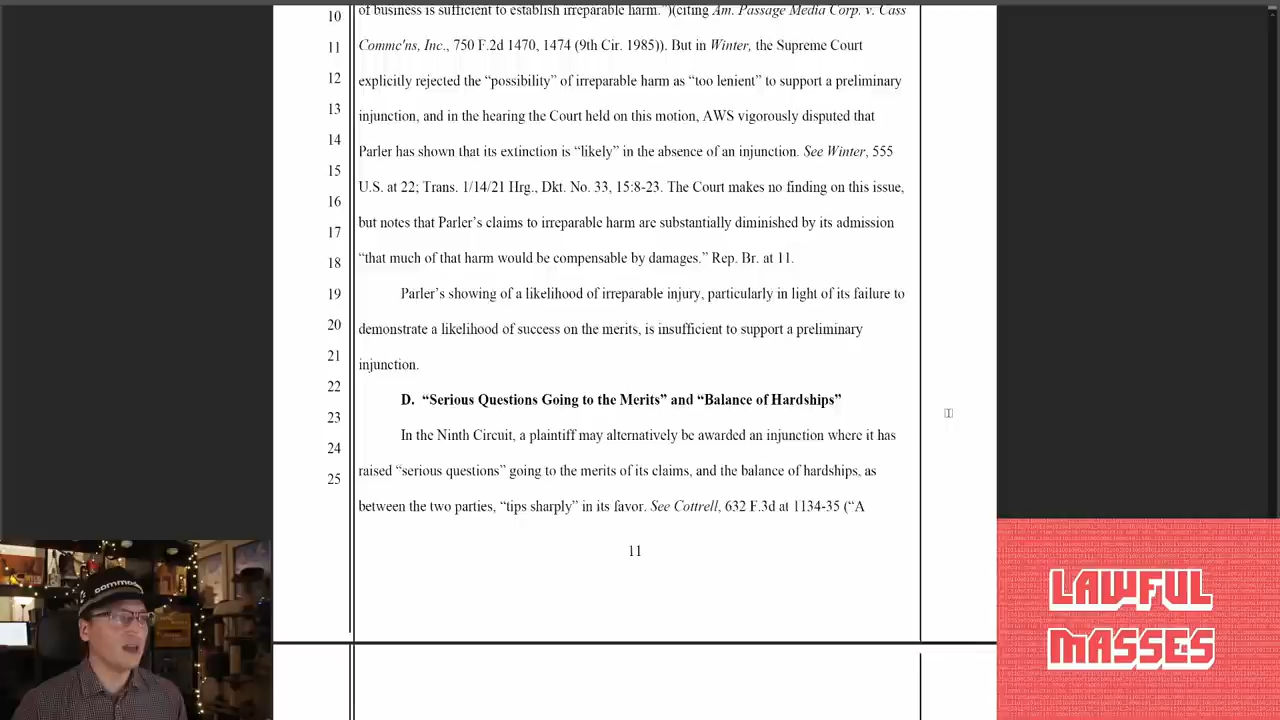 10 of business is sufficient to establish irreparable harm.”)(citing Am. Passage Media Corp. v. Cass
11 Commc'ns, Inc., 750 F.2d 1470, 1474 (9th Cir. 1985)). But in Winter, the Supreme Court
12 explicitly rejected the “possibility” of irreparable harm as “too lenient” to support a preliminary
13 injunction, and in the hearing the Court held on this motion, AWS vigorously disputed that
14 Parler has shown that its extinction is “likely” in the absence of an injunction. See Winter, 555
15 U.S. at 22; Trans. 1/14/21 Hrg., Dkt. No. 33, 15:8-23. The Court makes no finding on this issue,
16 but notes that Parler’s claims to irreparable harm are substantially diminished by its admission
17 “that much of that harm would be compensable by damages.” Rep. Br. at 11.
18 Parler’s showing of a likelihood of irreparable injury, particularly in light of its failure to
19 demonstrate a likelihood of success on the merits, is insufficient to support a preliminary
20 injunction.
21 D. “Serious Questions Going to the Merits” and “Balance of Hardships”
22 In the Ninth Circuit, a plaintiff may alternatively be awarded an injunction where it has
23 raised “serious questions” going to the merits of its claims, and the balance of hardships, as
24 between the two parties, “tips sharply” in its favor. See Cottrell, 632 F.3d at 1134-35 (“A
25
11
commod
LAWFUL
MASSES